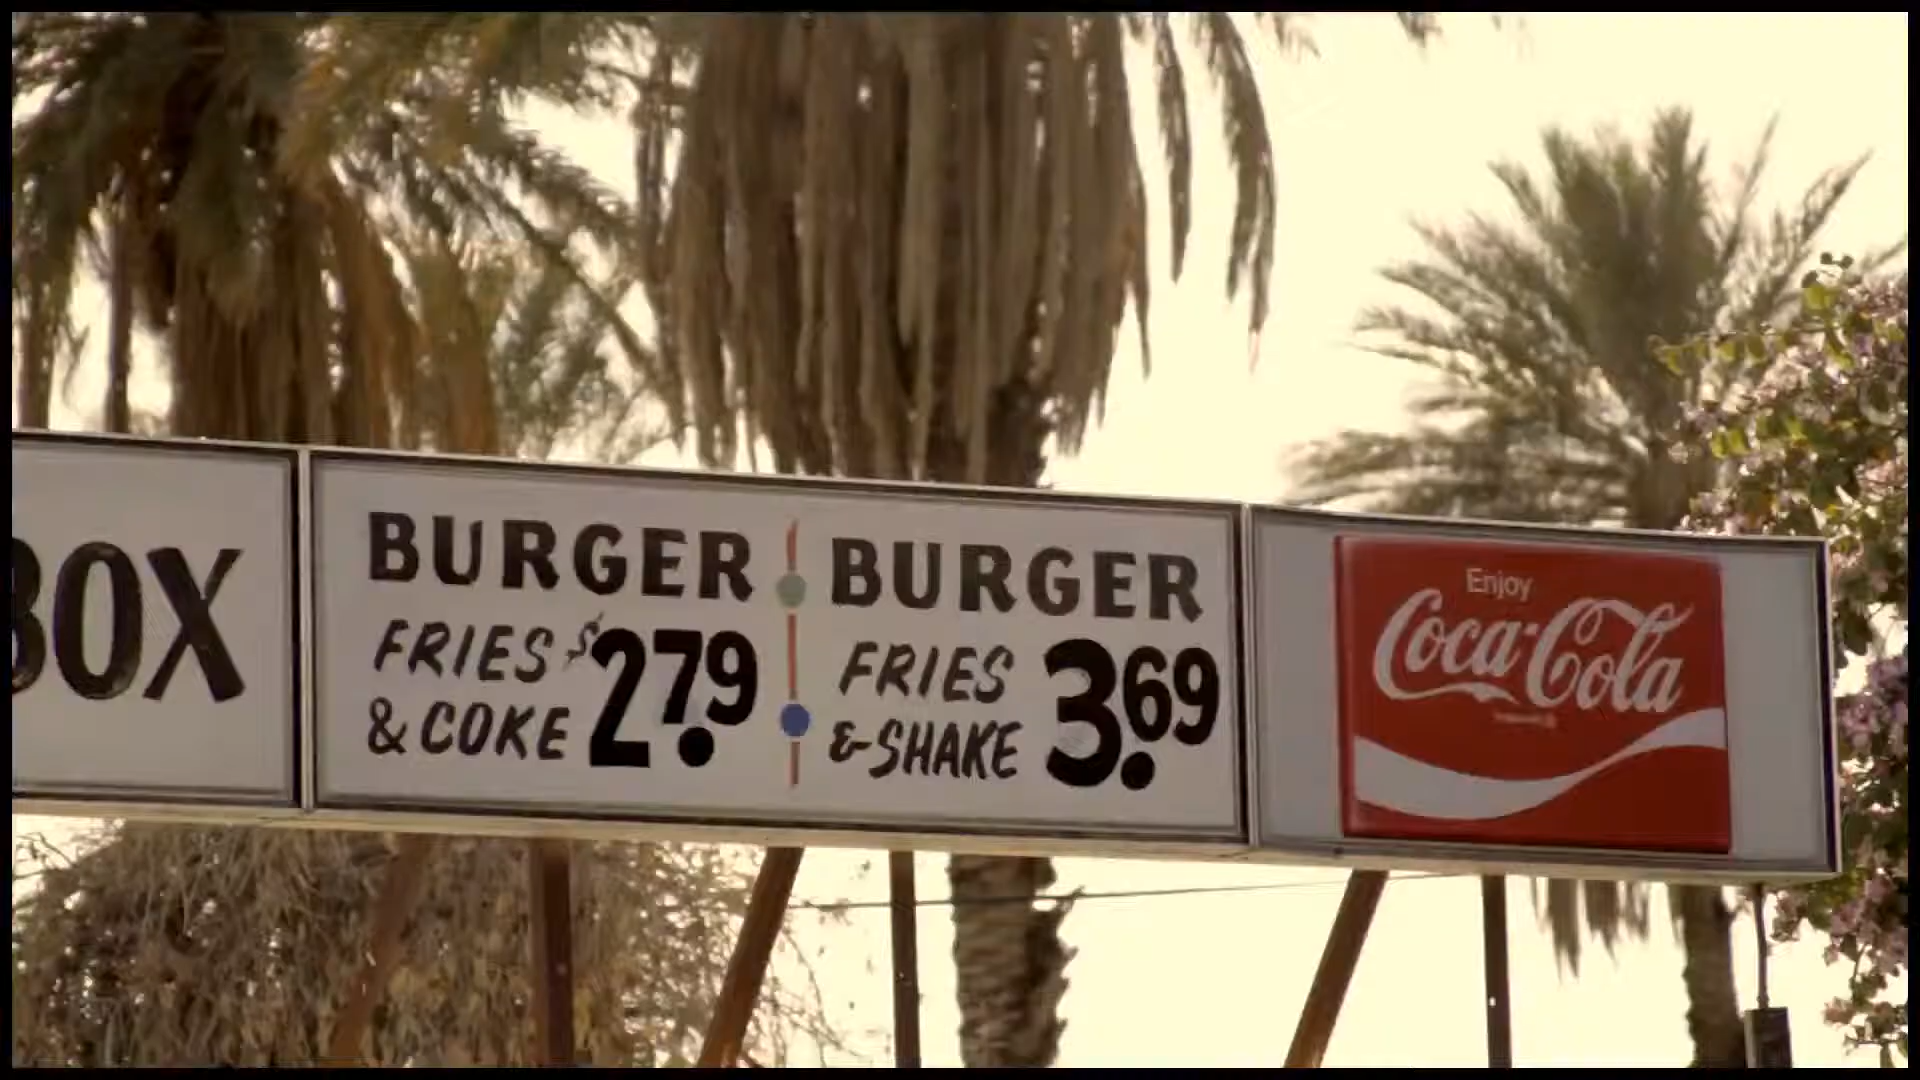 BOX
BURGER
FRIES
& COKE
$2.79
BURGER
FRIES
& SHAKE
3.69
Enjoy
Coca-Cola